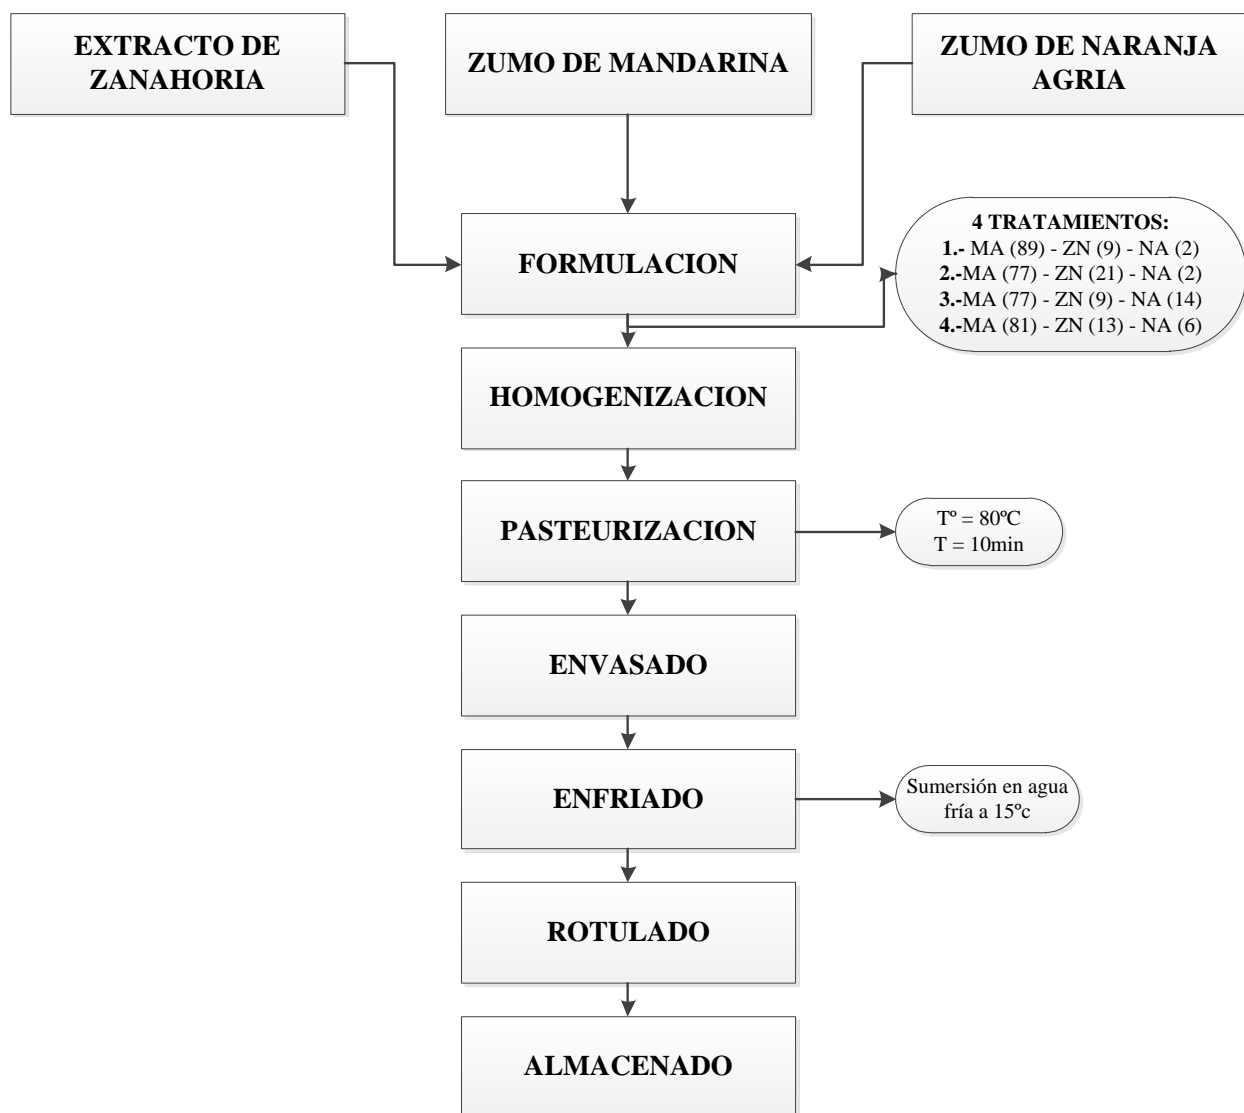 EXTRACTO DE
ZANAHORIA
ZUMO DE MANDARINA
ZUMO DE NARANJA
AGRIA
FORMULACION
4 TRATAMIENTOS:
1.- MA (89) - ZN (9) - NA (2)
2.-MA (77) - ZN (21) - NA (2)
3.-MA (77) - ZN (9) - NA (14)
4.-MA (81) - ZN (13) - NA (6)
HOMOGENIZACION
PASTEURIZACION
Tº = 80ºC
T = 10min
ENVASADO
ENFRIADO
Sumersión en agua
fría a 15ºc
ROTULADO
ALMACENADO